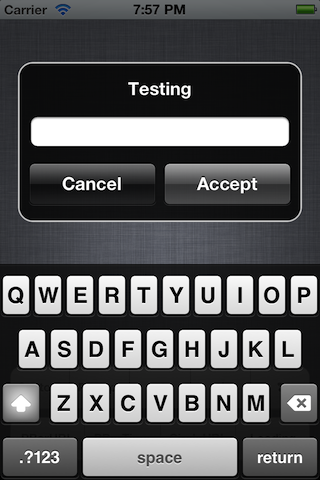 Carrier 7:57 PM
Testing
Cancel Accept
Q W E R T Y U I O P
A S D F G H J K L
Z X C V B N M
.?123 space return